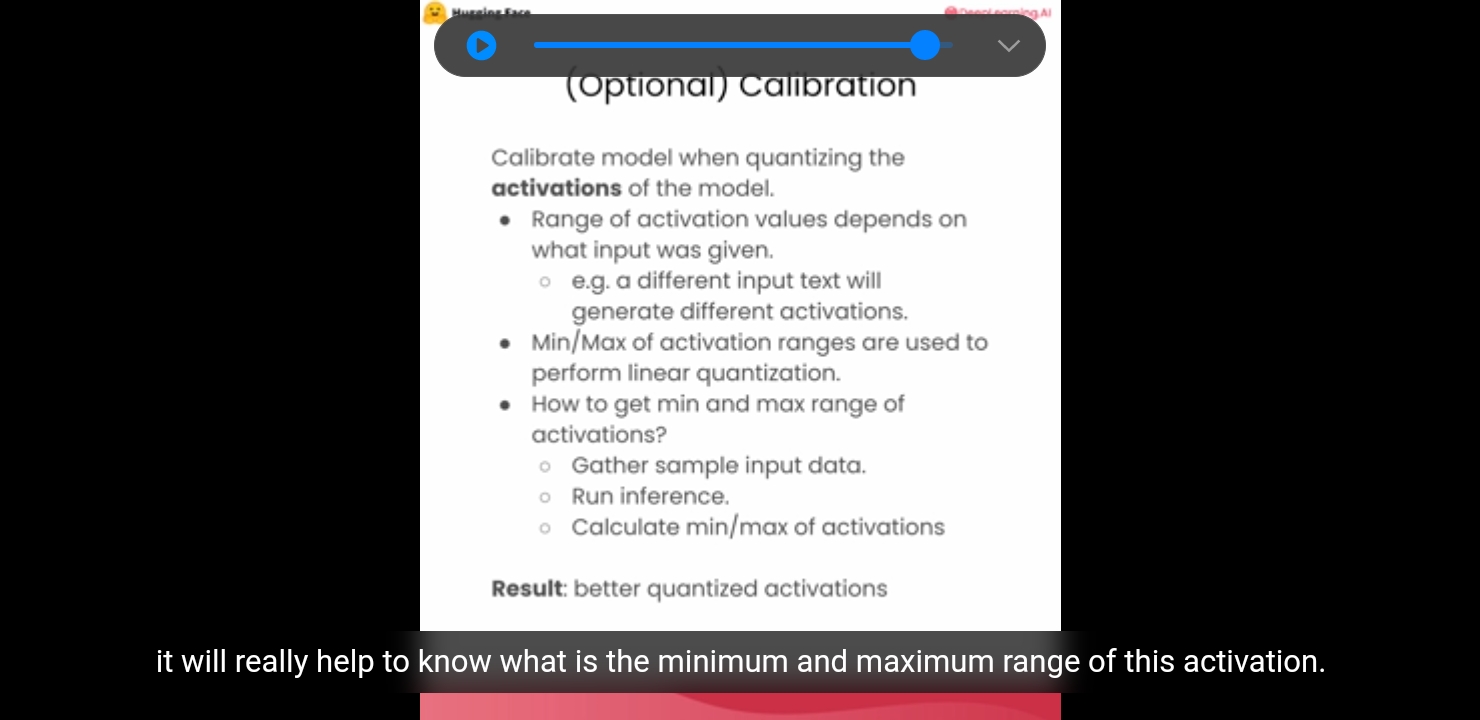 Hugging Face
DeepLearning.AI
(Optional) Calibration
Calibrate model when quantizing the
activations of the model.
● Range of activation values depends on
what input was given.
○ e.g. a different input text will
generate different activations.
● Min/Max of activation ranges are used to
perform linear quantization.
● How to get min and max range of
activations?
○ Gather sample input data.
○ Run inference.
○ Calculate min/max of activations
Result: better quantized activations
it will really help to know what is the minimum and maximum range of this activation.